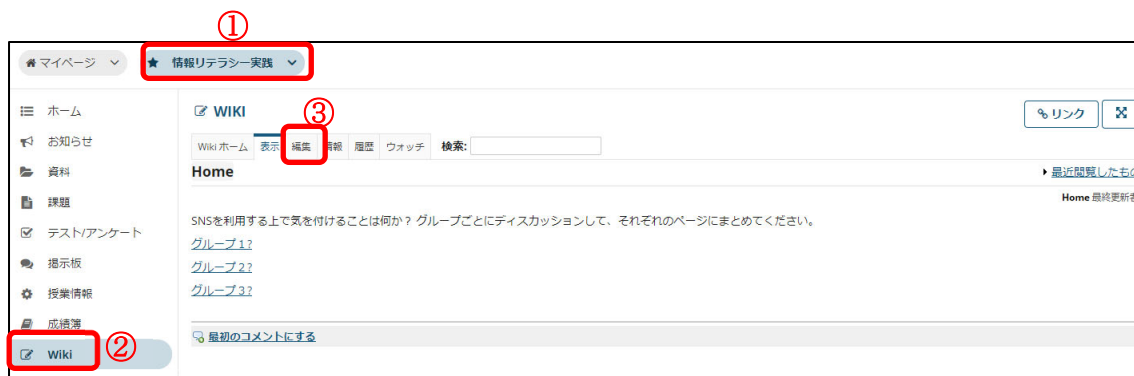 ①
マイページ
情報リテラシー実践
ホーム
お知らせ
資料
課題
テスト/アンケート
掲示板
授業情報
成績簿
Wiki
②
WIKI
③
リンク
Wiki ホーム 表示 編集 情報 履歴 ウォッチ 検索:
Home
最近閲覧したもの
Home 最終更新者
SNSを利用する上で気を付けることは何か？ グループごとにディスカッションして、それぞれのページにまとめてください。
グループ 1?
グループ 2?
グループ 3?
最初のコメントにする